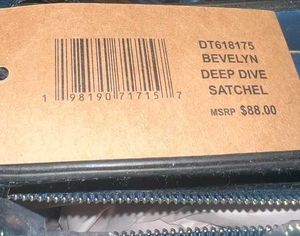 DT618175
BEVELYN
DEEP DIVE
SATCHEL
MSRP $88.00
1 98190 71715 7